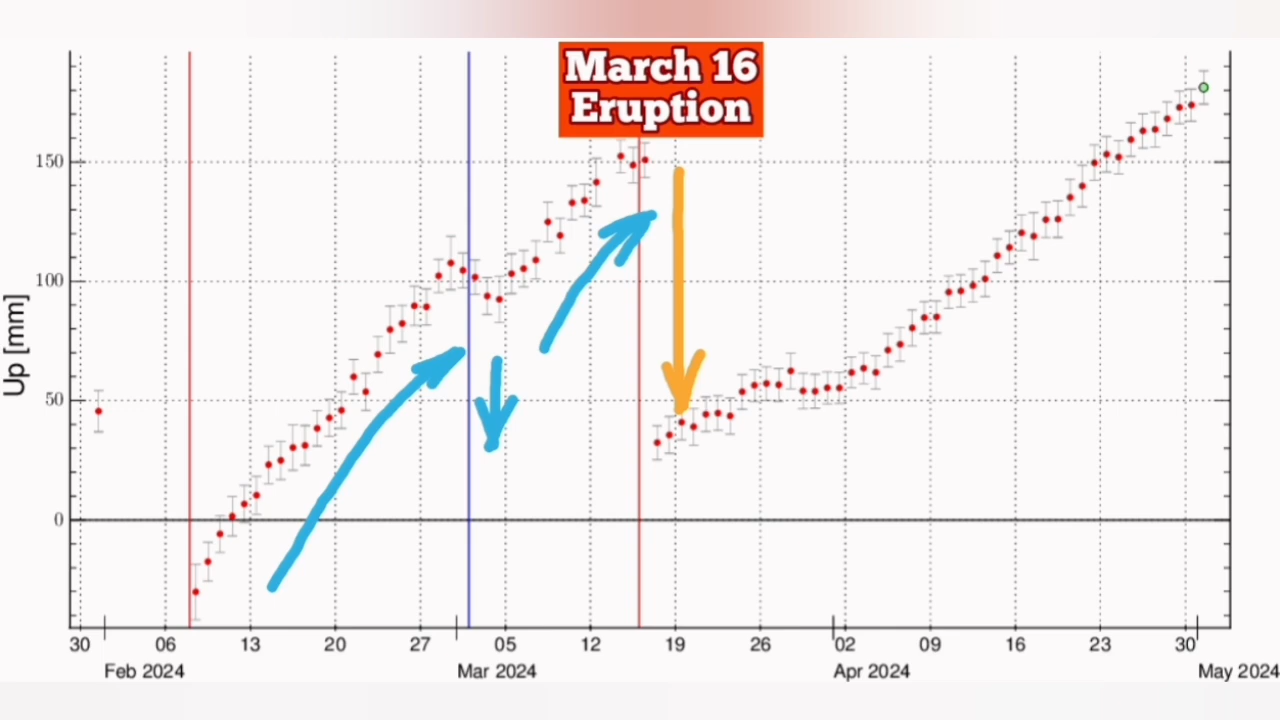 March 16
Eruption
150
100
50
0
Up [mm]
30 06 13 20 27 05 12 19 26 02 09 16 23 30
Feb 2024 Mar 2024 Apr 2024 May 2024